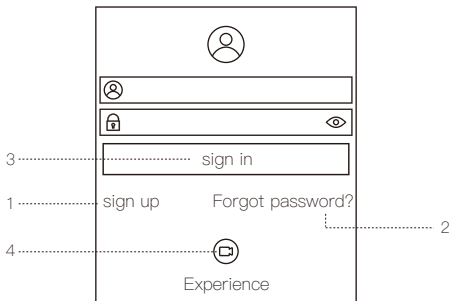 3
sign in
1
sign up
Forgot password?
2
4
Experience